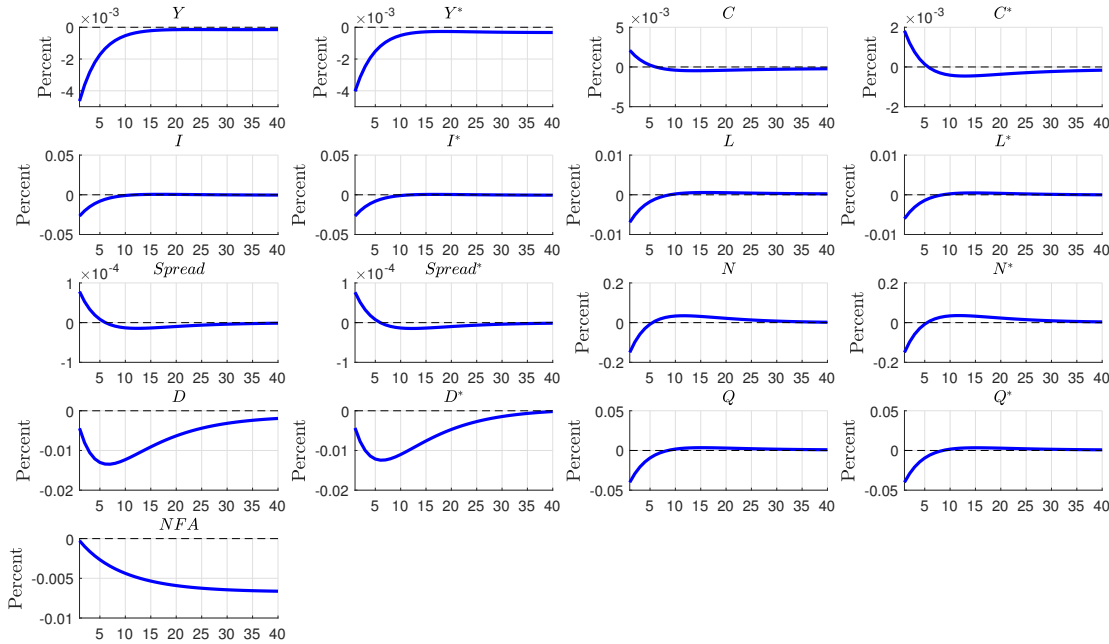 ×10⁻³ Y ×10⁻³ Y* ×10⁻³ C ×10⁻³ C*
0 0 5 2
Percent -2 Percent -2 Percent 0 Percent 0
-4 -4 -5 -2
5 10 15 20 25 30 35 40 5 10 15 20 25 30 35 40 5 10 15 20 25 30 35 40 5 10 15 20 25 30 35 40
I I* L L*
0.05 0.05 0.01 0.01
Percent 0 Percent 0 Percent 0 Percent 0
-0.05 -0.05 -0.01 -0.01
5 10 15 20 25 30 35 40 5 10 15 20 25 30 35 40 5 10 15 20 25 30 35 40 5 10 15 20 25 30 35 40
×10⁻⁴ Spread ×10⁻⁴ Spread* N N*
1 1 0.2 0.2
Percent 0 Percent 0 Percent 0 Percent 0
-1 -1 -0.2 -0.2
5 10 15 20 25 30 35 40 5 10 15 20 25 30 35 40 5 10 15 20 25 30 35 40 5 10 15 20 25 30 35 40
D D* Q Q*
0 0 0.05 0.05
Percent -0.01 Percent -0.01 Percent 0 Percent 0
-0.02 -0.02 -0.05 -0.05
5 10 15 20 25 30 35 40 5 10 15 20 25 30 35 40 5 10 15 20 25 30 35 40 5 10 15 20 25 30 35 40
NFA
0
Percent -0.005
-0.01
5 10 15 20 25 30 35 40